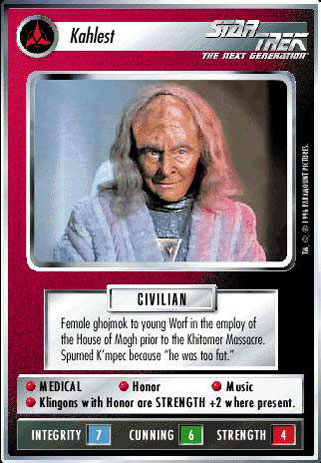 Kahlest
STAR TREK
THE NEXT GENERATION
TM, © ® 1996 PARAMOUNT PICTURES.
CIVILIAN
Female ghojmok to young Worf in the employ of
the House of Mogh prior to the Khitomer Massacre.
Spurned K'mpec because "he was too fat."
MEDICAL Honor Music
Klingons with Honor are STRENGTH +2 where present.
INTEGRITY 7 CUNNING 6 STRENGTH 4